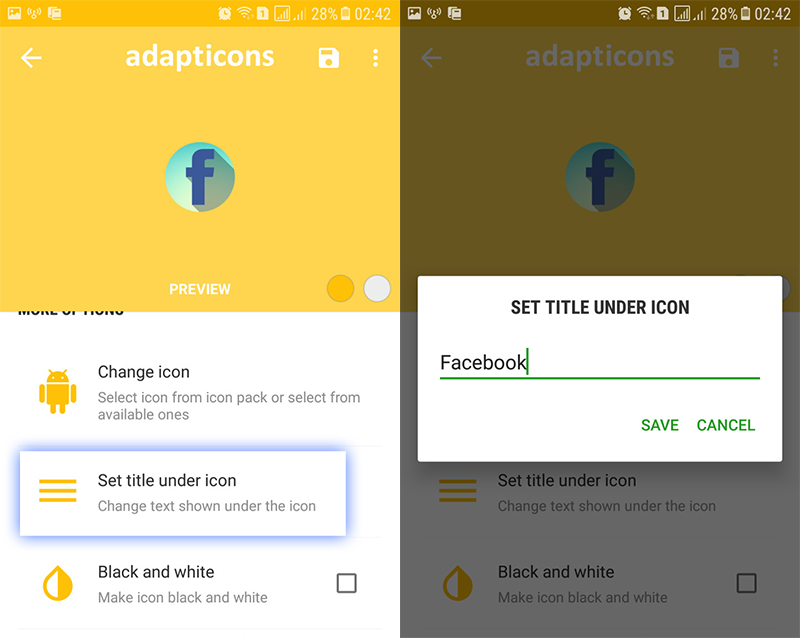 28% 02:42
adapticons
PREVIEW
MORE OPTIONS
Change icon
Select icon from icon pack or select from
available ones
Set title under icon
Change text shown under the icon
Black and white
Make icon black and white
28% 02:42
adapticons
SET TITLE UNDER ICON
Facebook
SAVE CANCEL
Set title under icon
Change text shown under the icon
Black and white
Make icon black and white